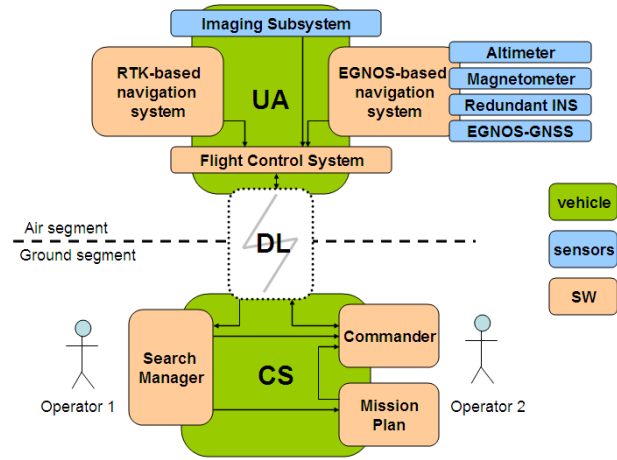 Imaging Subsystem
RTK-based
navigation
system
UA
EGNOS-based
navigation
system
Altimeter
Magnetometer
Redundant INS
EGNOS-GNSS
Flight Control System
vehicle
Air segment
DL
Ground segment
sensors
SW
Search
Manager
Commander
CS
Operator 1
Mission
Plan
Operator 2